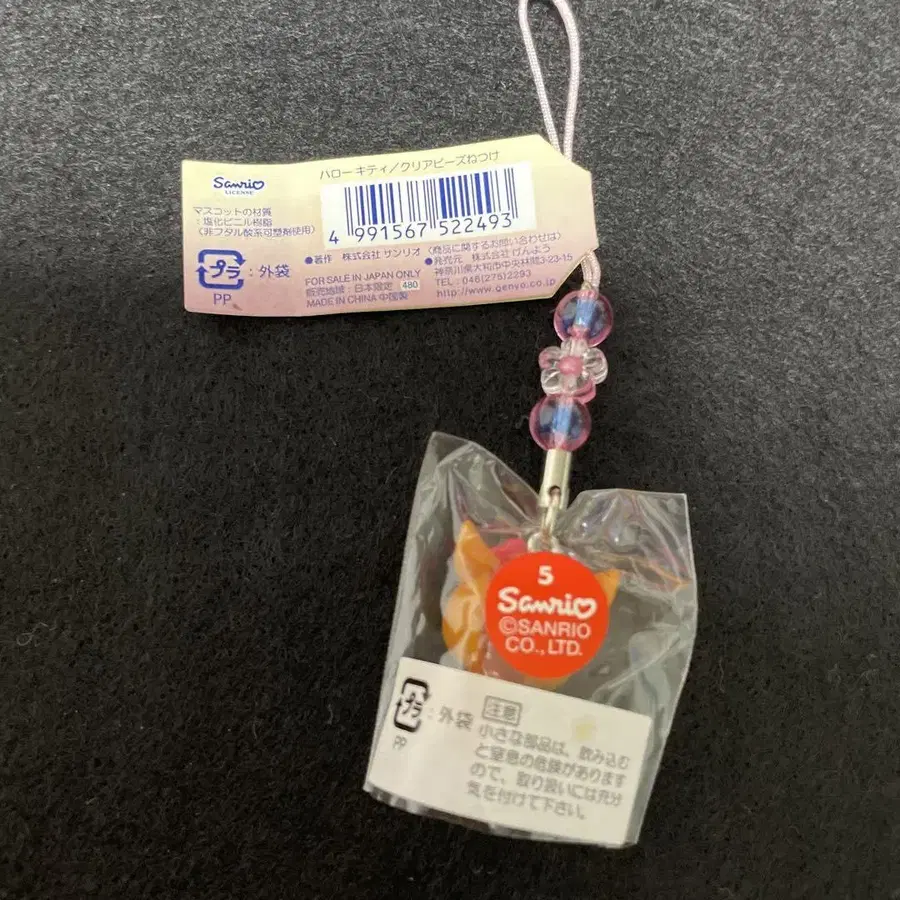 Sanrio
LICENSE
ハローキティ／クリアビーズねつけ
4 991567 522493
マスコットの材質
:塩化ビニル樹脂
〈非フタル酸系可塑剤使用〉
プラ
:外袋
PP
FOR SALE IN JAPAN ONLY
販売地域:日本限定 480
MADE IN CHINA 中国製
●著作 株式会社 サンリオ
〈商品に関するお問い合わせは〉
●発売元 株式会社 げんよう
神奈川県大和市中央林間3-23-15
TEL:046(276)2293
http://www.genyo.co.jp
5
Sanrio
©SANRIO
CO.,LTD.
プラ
:外袋
PP
注意
小さな部品は、飲み込む
と窒息の危険があります
ので、取り扱いには充分
気を付けて下さい。